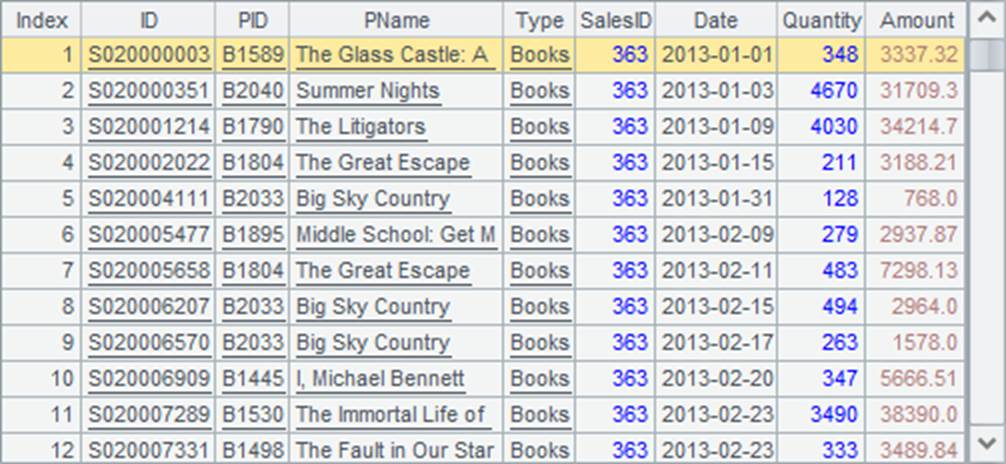 Index ID PID PName Type SalesID Date Quantity Amount
1 S020000003 B1589 The Glass Castle: A Books 363 2013-01-01 348 3337.32
2 S020000351 B2040 Summer Nights Books 363 2013-01-03 4670 31709.3
3 S020001214 B1790 The Litigators Books 363 2013-01-09 4030 34214.7
4 S020002022 B1804 The Great Escape Books 363 2013-01-15 211 3188.21
5 S020004111 B2033 Big Sky Country Books 363 2013-01-31 128 768.0
6 S020005477 B1895 Middle School: Get M Books 363 2013-02-09 279 2937.87
7 S020005658 B1804 The Great Escape Books 363 2013-02-11 483 7298.13
8 S020006207 B2033 Big Sky Country Books 363 2013-02-15 494 2964.0
9 S020006570 B2033 Big Sky Country Books 363 2013-02-17 263 1578.0
10 S020006909 B1445 I, Michael Bennett Books 363 2013-02-20 347 5666.51
11 S020007289 B1530 The Immortal Life of Books 363 2013-02-23 3490 38390.0
12 S020007331 B1498 The Fault in Our Star Books 363 2013-02-23 333 3489.84